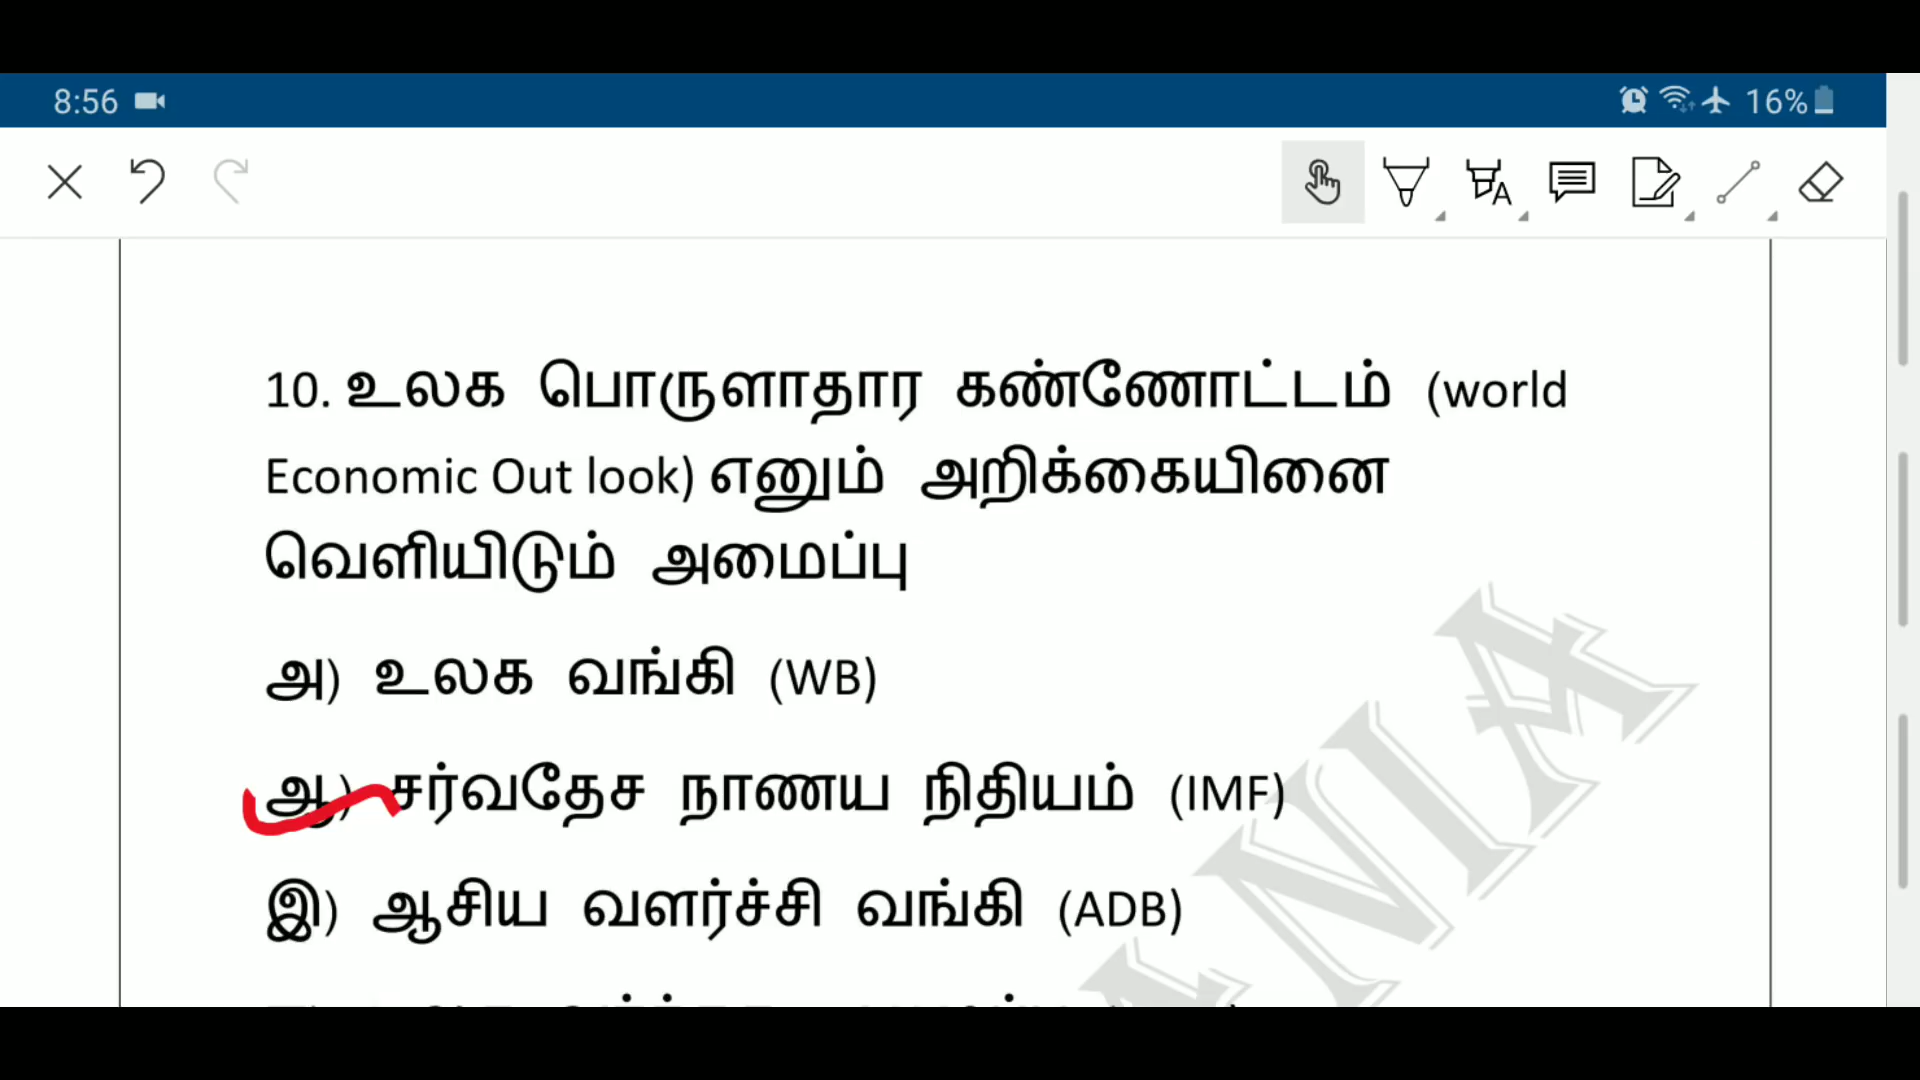 8:56
16%
10. உலக பொருளாதார கண்ணோட்டம் (world
Economic Out look) எனும் அறிக்கையினை
வெளியிடும் அமைப்பு
அ) உலக வங்கி (WB)
ஆ) சர்வதேச நாணய நிதியம் (IMF)
இ) ஆசிய வளர்ச்சி வங்கி (ADB)